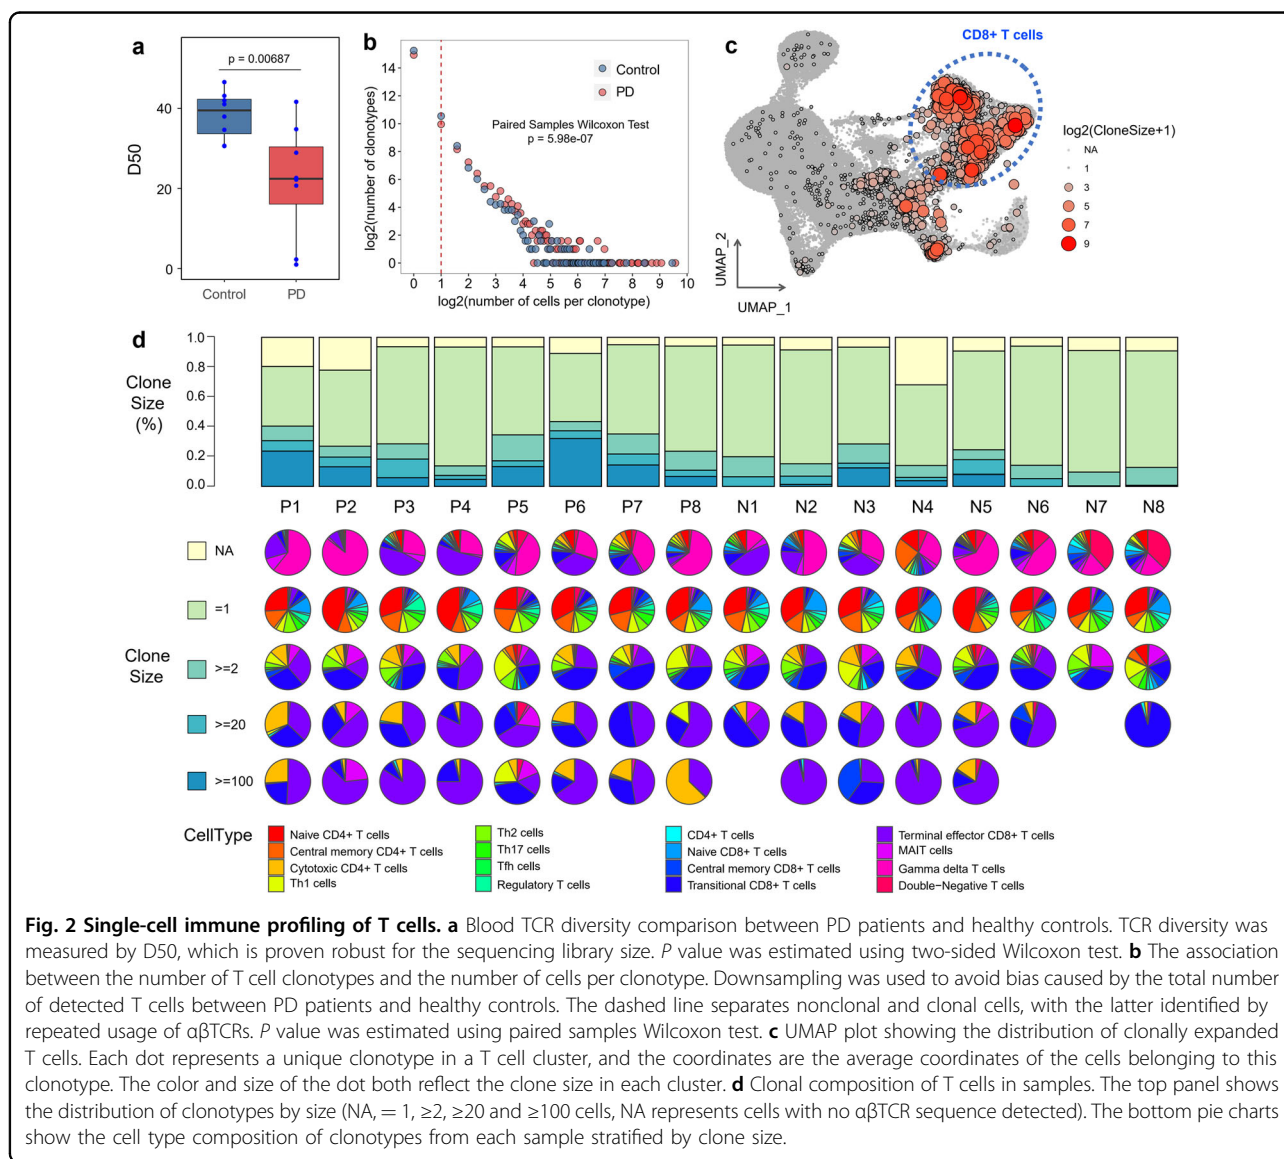 a
p = 0.00687
D50
40
20
0
Control
PD
b
log2(number of clonotypes)
14
12
10
8
6
4
2
0
Control
PD
Paired Samples Wilcoxon Test
p = 5.98e-07
0 1 2 3 4 5 6 7 8 9 10
log2(number of cells per clonotype)
c
CD8+ T cells
log2(CloneSize+1)
NA
1
3
5
7
9
UMAP_2
UMAP_1
d
Clone
Size
(%)
1.0
0.8
0.6
0.4
0.2
0.0
P1 P2 P3 P4 P5 P6 P7 P8 N1 N2 N3 N4 N5 N6 N7 N8
Clone
Size
NA
=1
>=2
>=20
>=100
CellType
Naive CD4+ T cells
Central memory CD4+ T cells
Cytotoxic CD4+ T cells
Th1 cells
Th2 cells
Th17 cells
Tfh cells
Regulatory T cells
CD4+ T cells
Naive CD8+ T cells
Central memory CD8+ T cells
Transitional CD8+ T cells
Terminal effector CD8+ T cells
MAIT cells
Gamma delta T cells
Double−Negative T cells
Fig. 2 Single-cell immune profiling of T cells. a Blood TCR diversity comparison between PD patients and healthy controls. TCR diversity was
measured by D50, which is proven robust for the sequencing library size. P value was estimated using two-sided Wilcoxon test. b The association
between the number of T cell clonotypes and the number of cells per clonotype. Downsampling was used to avoid bias caused by the total number
of detected T cells between PD patients and healthy controls. The dashed line separates nonclonal and clonal cells, with the latter identified by
repeated usage of αβTCRs. P value was estimated using paired samples Wilcoxon test. c UMAP plot showing the distribution of clonally expanded
T cells. Each dot represents a unique clonotype in a T cell cluster, and the coordinates are the average coordinates of the cells belonging to this
clonotype. The color and size of the dot both reflect the clone size in each cluster. d Clonal composition of T cells in samples. The top panel shows
the distribution of clonotypes by size (NA, = 1, ≥2, ≥20 and ≥100 cells, NA represents cells with no αβTCR sequence detected). The bottom pie charts
show the cell type composition of clonotypes from each sample stratified by clone size.